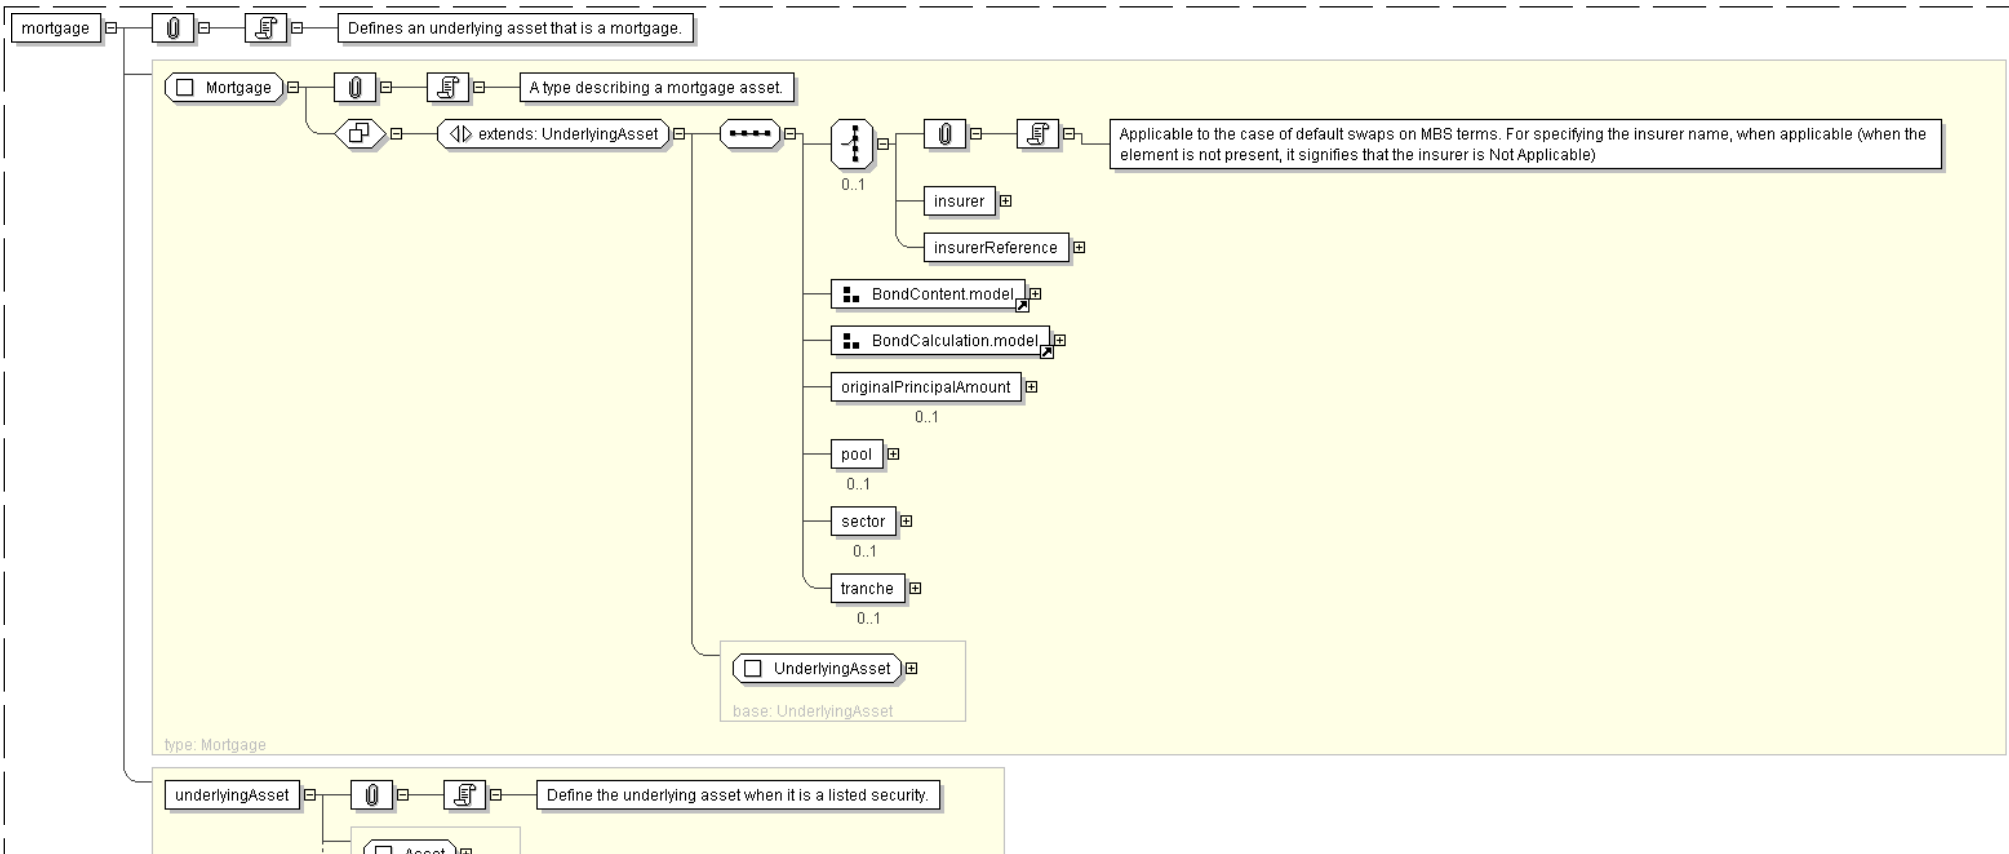 mortgage
Defines an underlying asset that is a mortgage.
Mortgage
A type describing a mortgage asset.
extends: UnderlyingAsset
Applicable to the case of default swaps on MBS terms. For specifying the insurer name, when applicable (when the
element is not present, it signifies that the insurer is Not Applicable)
0..1
insurer
insurerReference
BondContent.model
BondCalculation.model
originalPrincipalAmount
0..1
pool
0..1
sector
0..1
tranche
0..1
UnderlyingAsset
base: UnderlyingAsset
type: Mortgage
underlyingAsset
Define the underlying asset when it is a listed security.
Asset